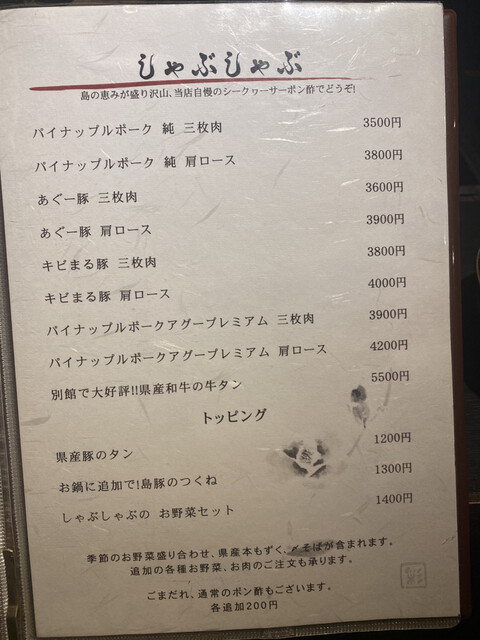 しゃぶしゃぶ
島の恵みが盛り沢山、当店自慢のシークヮーサーポン酢でどうぞ!
パイナップルポーク 純 三枚肉 3500円
パイナップルポーク 純 肩ロース 3800円
あぐー豚 三枚肉 3600円
あぐー豚 肩ロース 3900円
キビまる豚 三枚肉 3800円
キビまる豚 肩ロース 4000円
パイナップルポークアグープレミアム 三枚肉 3900円
パイナップルポークアグープレミアム 肩ロース 4200円
別館で大好評!!県産和牛の牛タン 5500円
トッピング
県産豚のタン 1200円
お鍋に追加で!島豚のつくね 1300円
しゃぶしゃぶの お野菜セット 1400円
季節のお野菜盛り合わせ、県産本もずく、そばが含まれます。
追加の各種お野菜、お肉のご注文も承ります。
ごまだれ、通常のポン酢もございます。
各追加200円